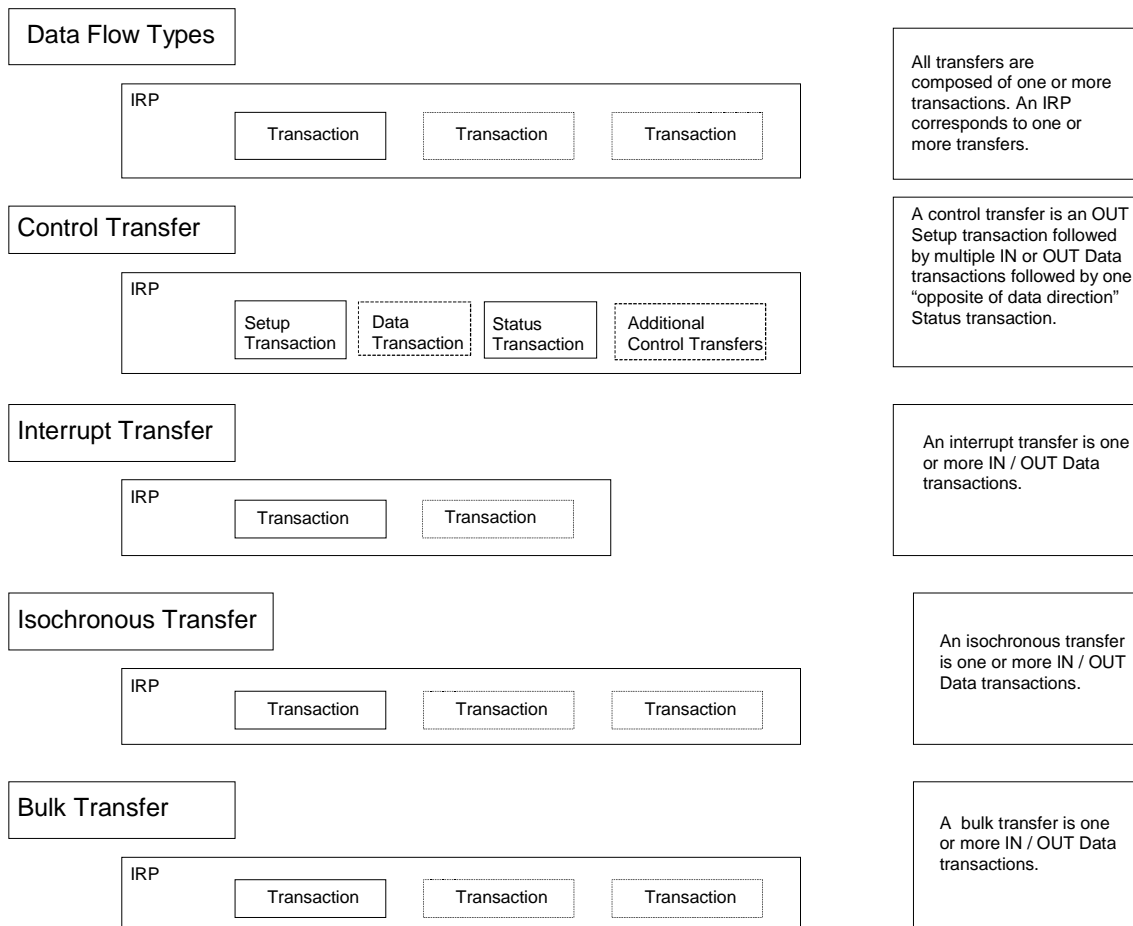 Data Flow Types
IRP
Transaction
Transaction
Transaction
All transfers are
composed of one or more
transactions. An IRP
corresponds to one or
more transfers.
Control Transfer
IRP
Setup
Transaction
Data
Transaction
Status
Transaction
Additional
Control Transfers
A control transfer is an OUT
Setup transaction followed
by multiple IN or OUT Data
transactions followed by one
“opposite of data direction”
Status transaction.
Interrupt Transfer
IRP
Transaction
Transaction
An interrupt transfer is one
or more IN / OUT Data
transactions.
Isochronous Transfer
IRP
Transaction
Transaction
Transaction
An isochronous transfer
is one or more IN / OUT
Data transactions.
Bulk Transfer
IRP
Transaction
Transaction
Transaction
A  bulk transfer is one
or more IN / OUT Data
transactions.